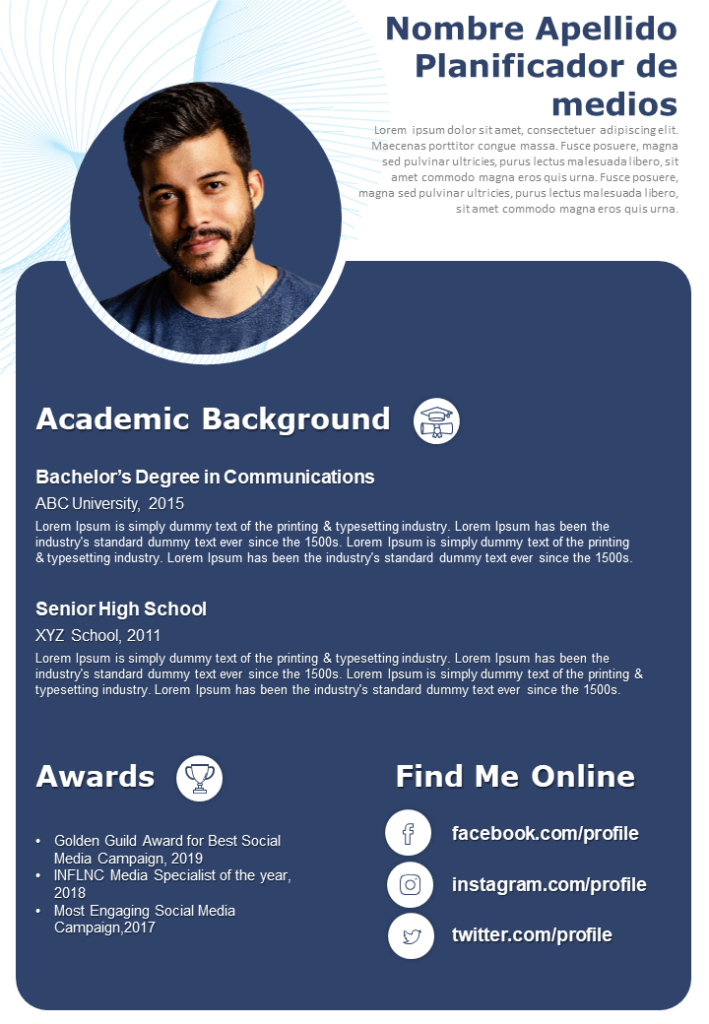 Nombre Apellido
Planificador de
medios
Lorem ipsum dolor sit amet, consectetuer adipiscing elit.
Maecenas porttitor congue massa. Fusce posuere, magna
sed pulvinar ultricies, purus lectus malesuada libero, sit
amet commodo magna eros quis urna. Fusce posuere,
magna sed pulvinar ultricies, purus lectus malesuada libero,
sit amet commodo magna eros quis urna.
Academic Background
Bachelor’s Degree in Communications
ABC University, 2015
Lorem Ipsum is simply dummy text of the printing & typesetting industry. Lorem Ipsum has been the
industry's standard dummy text ever since the 1500s. Lorem Ipsum is simply dummy text of the printing
& typesetting industry. Lorem Ipsum has been the industry's standard dummy text ever since the 1500s.
Senior High School
XYZ School, 2011
Lorem Ipsum is simply dummy text of the printing & typesetting industry. Lorem Ipsum has been the
industry's standard dummy text ever since the 1500s. Lorem Ipsum is simply dummy text of the printing &
typesetting industry. Lorem Ipsum has been the industry's standard dummy text ever since the 1500s.
Awards
• Golden Guild Award for Best Social
Media Campaign, 2019
• INFLNC Media Specialist of the year,
2018
• Most Engaging Social Media
Campaign,2017
Find Me Online
facebook.com/profile
instagram.com/profile
twitter.com/profile